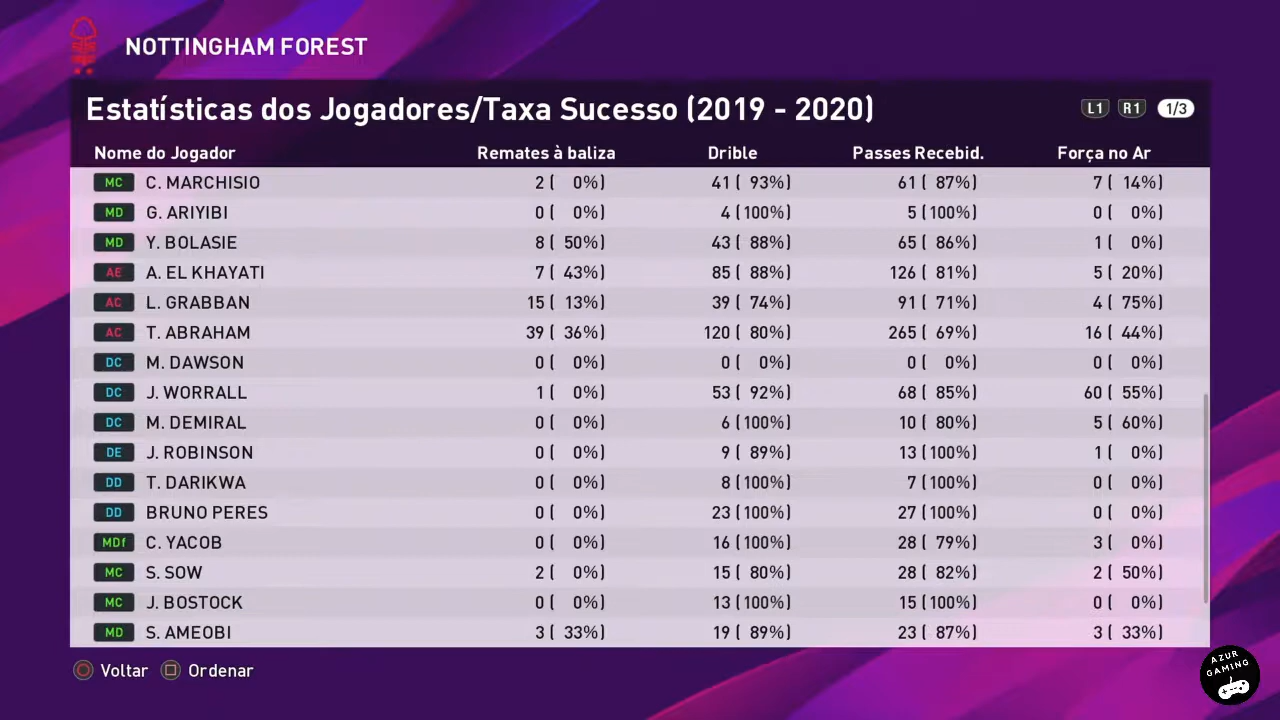 NOTTINGHAM FOREST
Estatísticas dos Jogadores/Taxa Sucesso (2019 - 2020) L1 R1 1/3
Nome do Jogador Remates à baliza Drible Passes Recebid. Força no Ar
MC C. MARCHISIO 2 ( 0%) 41 ( 93%) 61 ( 87%) 7 ( 14%)
MD G. ARIYIBI 0 ( 0%) 4 (100%) 5 (100%) 0 ( 0%)
MD Y. BOLASIE 8 ( 50%) 43 ( 88%) 65 ( 86%) 1 ( 0%)
AE A. EL KHAYATI 7 ( 43%) 85 ( 88%) 126 ( 81%) 5 ( 20%)
AC L. GRABBAN 15 ( 13%) 39 ( 74%) 91 ( 71%) 4 ( 75%)
AC T. ABRAHAM 39 ( 36%) 120 ( 80%) 265 ( 69%) 16 ( 44%)
DC M. DAWSON 0 ( 0%) 0 ( 0%) 0 ( 0%) 0 ( 0%)
DC J. WORRALL 1 ( 0%) 53 ( 92%) 68 ( 85%) 60 ( 55%)
DC M. DEMIRAL 0 ( 0%) 6 (100%) 10 ( 80%) 5 ( 60%)
DE J. ROBINSON 0 ( 0%) 9 ( 89%) 13 (100%) 1 ( 0%)
DD T. DARIKWA 0 ( 0%) 8 (100%) 7 (100%) 0 ( 0%)
DD BRUNO PERES 0 ( 0%) 23 (100%) 27 (100%) 0 ( 0%)
MDf C. YACOB 0 ( 0%) 16 (100%) 28 ( 79%) 3 ( 0%)
MC S. SOW 2 ( 0%) 15 ( 80%) 28 ( 82%) 2 ( 50%)
MC J. BOSTOCK 0 ( 0%) 13 (100%) 15 (100%) 0 ( 0%)
MD S. AMEOBI 3 ( 33%) 19 ( 89%) 23 ( 87%) 3 ( 33%)
Voltar Ordenar
AZUR
GAMING